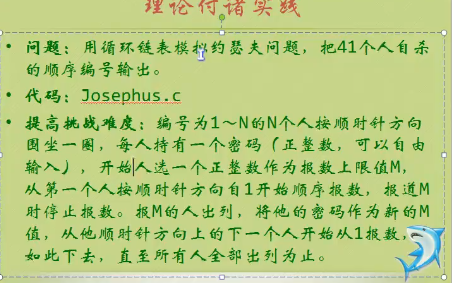 理论付诸实践
• 问题：用循环链表模拟约瑟夫问题，把41个人自杀
的顺序编号输出。
• 代码：Josephus.c
• 提高挑战难度：编号为1～N的N个人按顺时针方向
围坐一圈，每人持有一个密码（正整数，可以自由
输入），开始人选一个正整数作为报数上限值M，
从第一个人按顺时针方向自1开始顺序报数，报道M
时停止报数。报M的人出列，将他的密码作为新的M
值，从他顺时针方向上的下一个人开始从1报数，
如此下去，直至所有人全部出列为止。